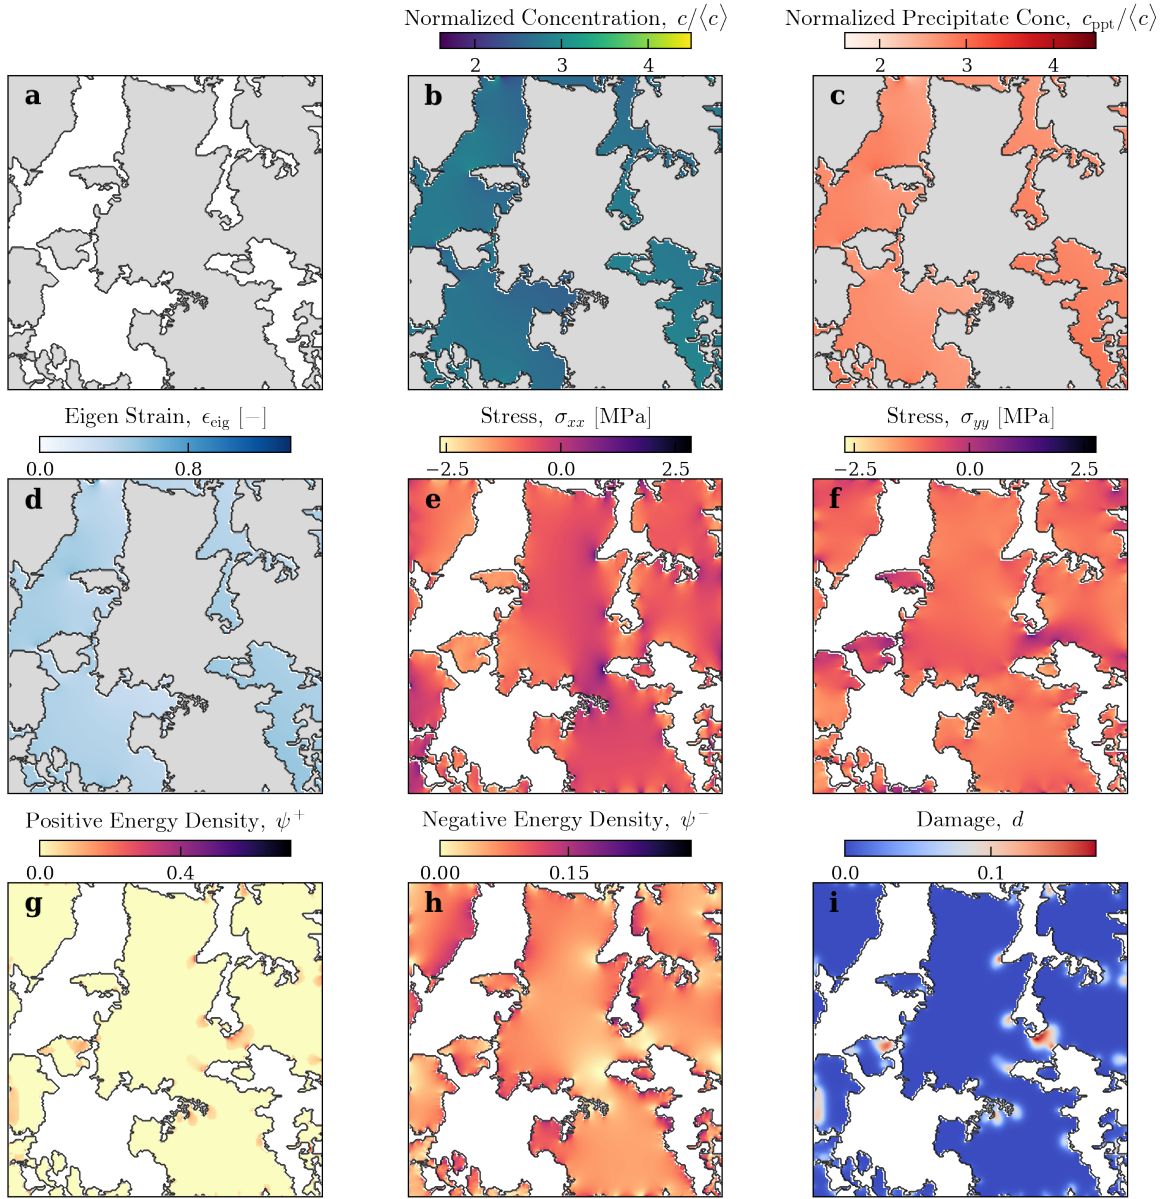 Normalized Concentration, c/⟨c⟩
Normalized Precipitate Conc, c_ppt/⟨c⟩
2 3 4
2 3 4
a
b
c
Eigen Strain, ϵ_eig [−]
Stress, σ_xx [MPa]
Stress, σ_yy [MPa]
0.0 0.8
−2.5 0.0 2.5
−2.5 0.0 2.5
d
e
f
Positive Energy Density, ψ⁺
Negative Energy Density, ψ⁻
Damage, d
0.0 0.4
0.00 0.15
0.0 0.1
g
h
i